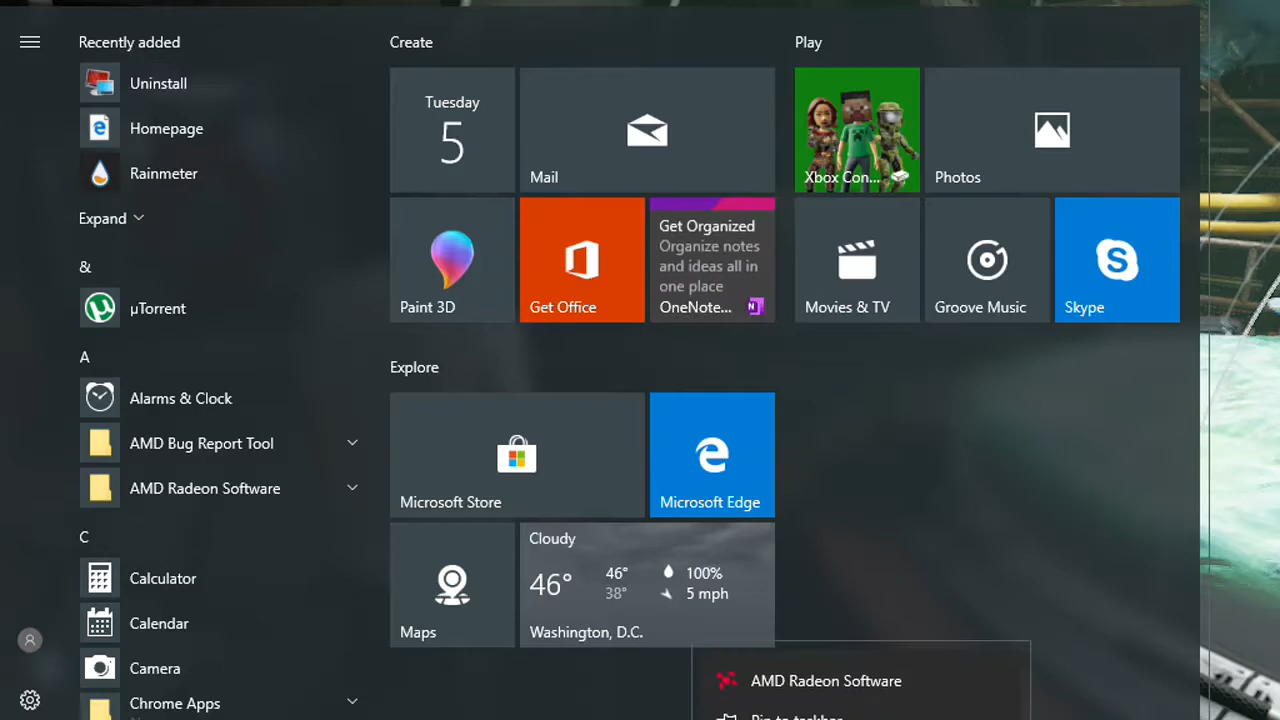 Recently added
Uninstall
Homepage
Rainmeter
Expand
&
µTorrent
A
Alarms & Clock
AMD Bug Report Tool
AMD Radeon Software
C
Calculator
Calendar
Camera
Chrome Apps
Create
Tuesday
5
Mail
Paint 3D
Get Office
Get Organized
Organize notes
and ideas all in
one place
OneNote...
Explore
Microsoft Store
Microsoft Edge
Maps
Cloudy
46° 46° 100%
38° 5 mph
Washington, D.C.
Play
Xbox Con...
Photos
Movies & TV
Groove Music
Skype
AMD Radeon Software
Pin to taskbar